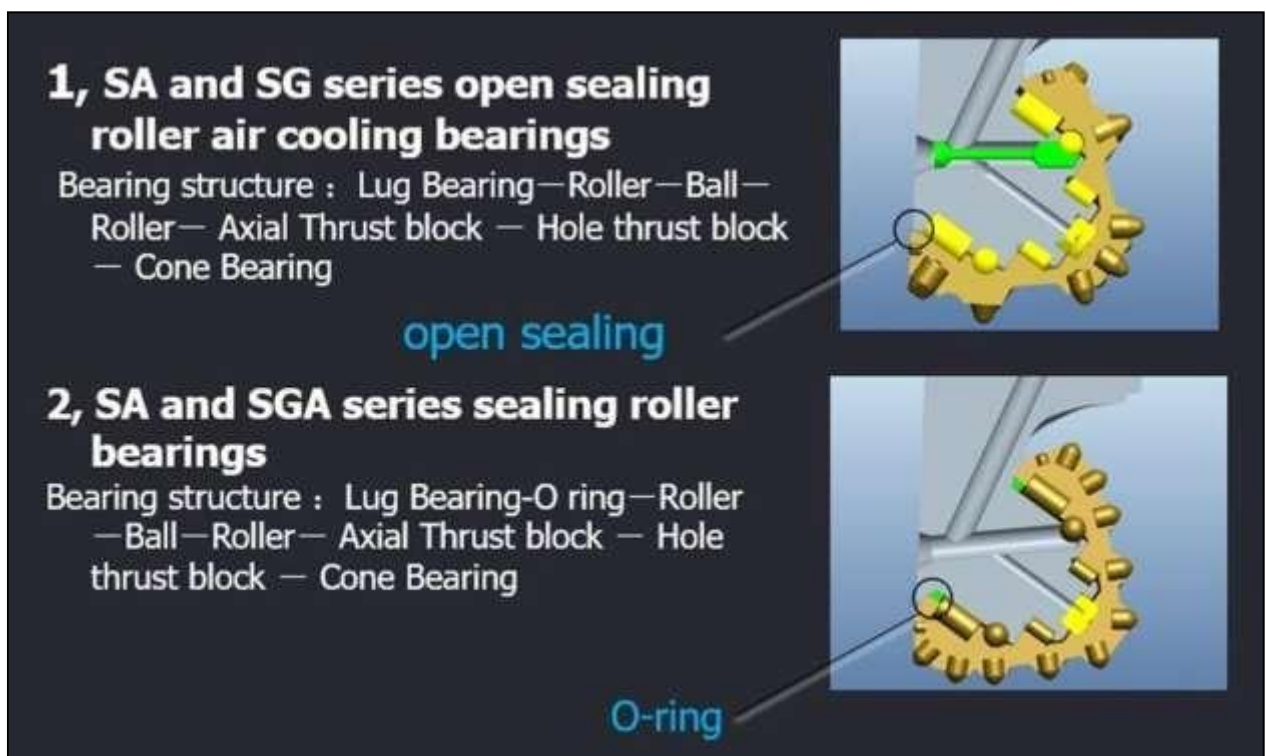 1, SA and SG series open sealing
roller air cooling bearings
Bearing structure : Lug Bearing—Roller—Ball—
Roller— Axial Thrust block — Hole thrust block
— Cone Bearing
open sealing
2, SA and SGA series sealing roller
bearings
Bearing structure : Lug Bearing-O ring—Roller
—Ball—Roller— Axial Thrust block — Hole
thrust block — Cone Bearing
O-ring